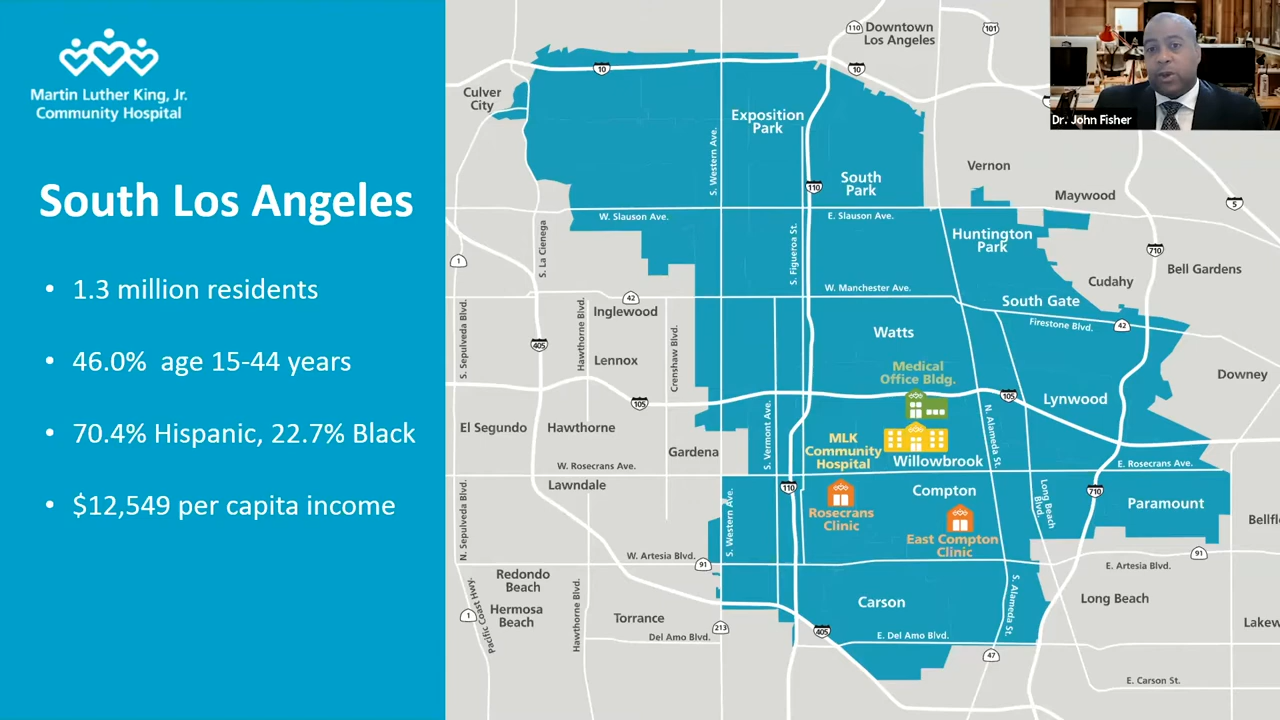 Martin Luther King, Jr.
Community Hospital
South Los Angeles
• 1.3 million residents
• 46.0% age 15-44 years
• 70.4% Hispanic, 22.7% Black
• $12,549 per capita income
Dr. John Fisher
110
Downtown
Los Angeles
101
10
10
Culver
City
Exposition
Park
S. Western Ave.
Vernon
110
South
Park
Maywood
5
W. Slauson Ave.
E. Slauson Ave.
S. La Cienega
S. Figueroa St.
Huntington
Park
710
1
Bell Gardens
Cudahy
W. Manchester Ave.
42
Inglewood
South Gate
Firestone Blvd.
42
S. Sepulveda Blvd.
Hawthorne Blvd.
Crenshaw Blvd.
405
Watts
Lennox
Medical
Office Bldg.
Downey
105
105
Lynwood
El Segundo
Hawthorne
S. Vermont Ave.
N. Alameda St.
Gardena
MLK
Community
Hospital
Willowbrook
W. Rosecrans Ave.
E. Rosecrans Ave.
Lawndale
110
Compton
710
Paramount
N. Sepulveda Blvd.
S. Western Ave.
Rosecrans
Clinic
Long Beach
Blvd.
East Compton
Clinic
W. Artesia Blvd.
91
91
E. Artesia Blvd.
Redondo
Beach
Hermosa
Beach
1
Pacific Coast Hwy.
Hawthorne Blvd.
Torrance
Carson
S. Alameda St.
Long Beach
213
405
Del Amo Blvd.
E. Del Amo Blvd.
47
E. Carson St.